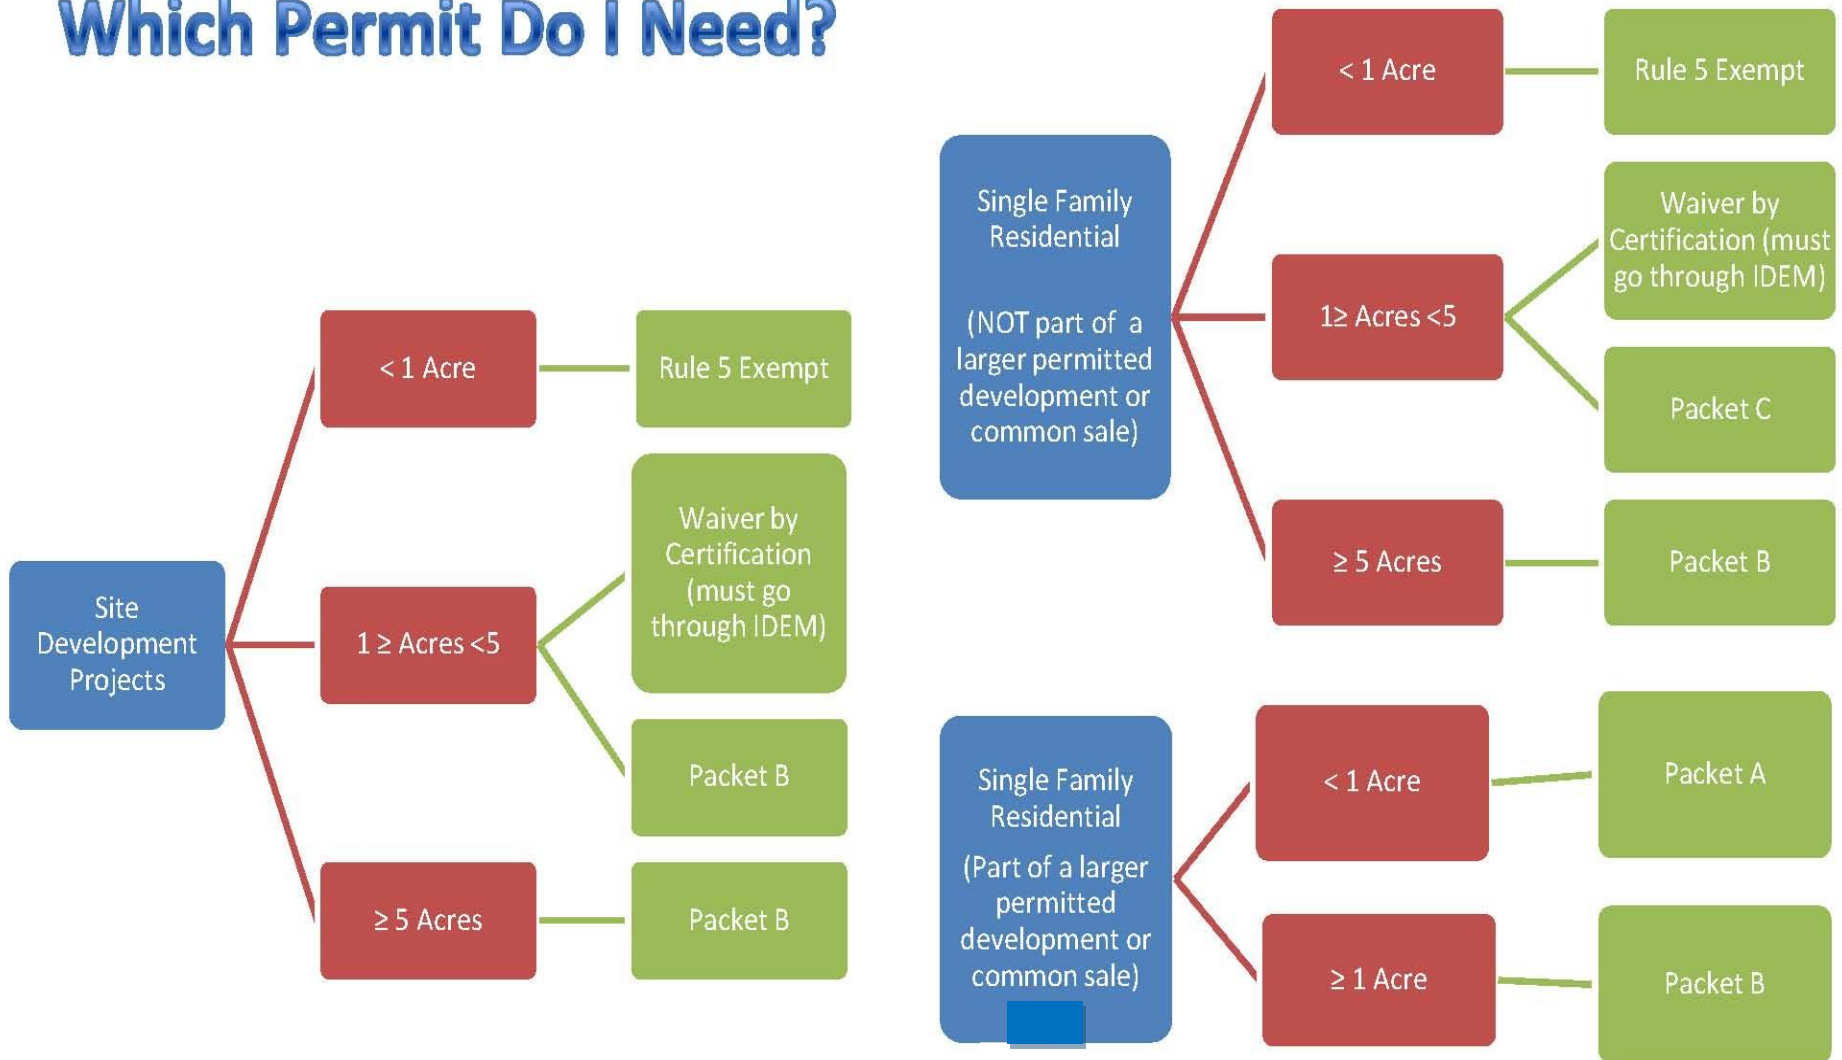 Which Permit Do I Need?
Site
Development
Projects
< 1 Acre
Rule 5 Exempt
1 ≥ Acres <5
Waiver by
Certification
(must go
through IDEM)
Packet B
≥ 5 Acres
Packet B
Single Family
Residential
(NOT part of a
larger permitted
development or
common sale)
< 1 Acre
Rule 5 Exempt
1≥ Acres <5
Waiver by
Certification (must
go through IDEM)
Packet C
≥ 5 Acres
Packet B
Single Family
Residential
(Part of a larger
permitted
development or
common sale)
< 1 Acre
Packet A
≥ 1 Acre
Packet B